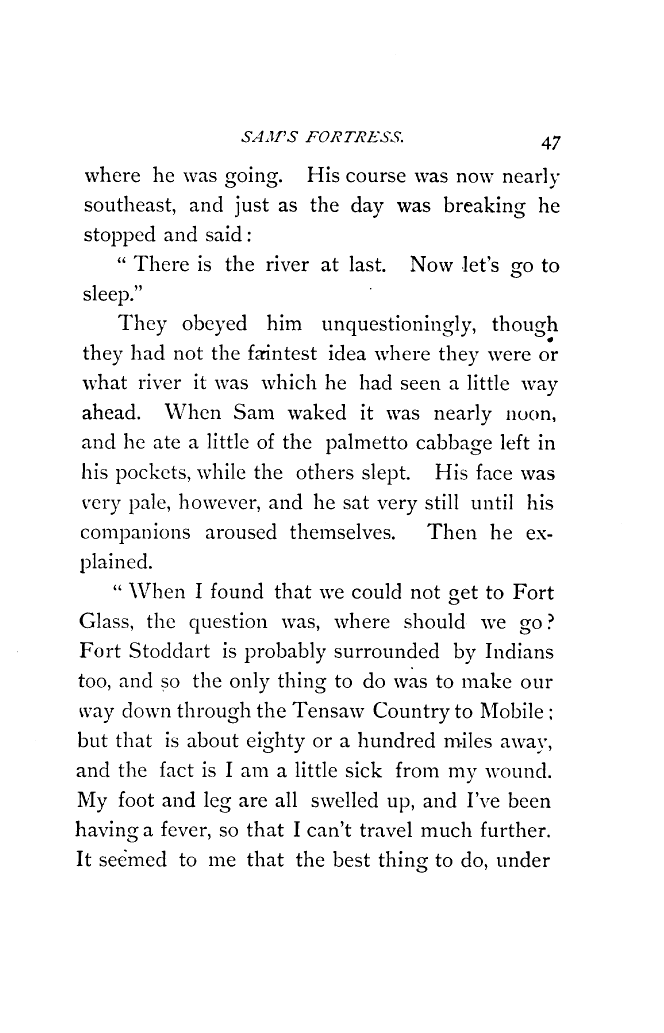 SAM'S FORTRESS. 47
where he was going. His course was now nearly
southeast, and just as the day was breaking he
stopped and said:
“ There is the river at last. Now let's go to
sleep.”
They obeyed him unquestioningly, though
they had not the faintest idea where they were or
what river it was which he had seen a little way
ahead. When Sam waked it was nearly noon,
and he ate a little of the palmetto cabbage left in
his pockets, while the others slept. His face was
very pale, however, and he sat very still until his
companions aroused themselves. Then he ex-
plained.
“ When I found that we could not get to Fort
Glass, the question was, where should we go?
Fort Stoddart is probably surrounded by Indians
too, and so the only thing to do was to make our
way down through the Tensaw Country to Mobile;
but that is about eighty or a hundred miles away,
and the fact is I am a little sick from my wound.
My foot and leg are all swelled up, and I've been
having a fever, so that I can't travel much further.
It seemed to me that the best thing to do, under